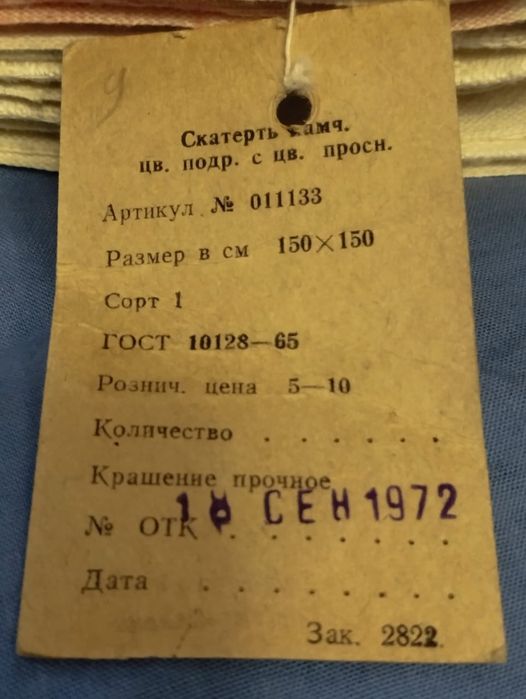 Скатерть камч.
цв. подр. с цв. просн.
Артикул № 011133
Размер в см 150×150
Сорт 1
ГОСТ 10128—65
Рознич. цена 5—10
Количество . . . . . .
Крашение прочное
СЕН 1972
№ ОТК . . . . . . .
Дата . . . . . . . .
Зак. 2822.